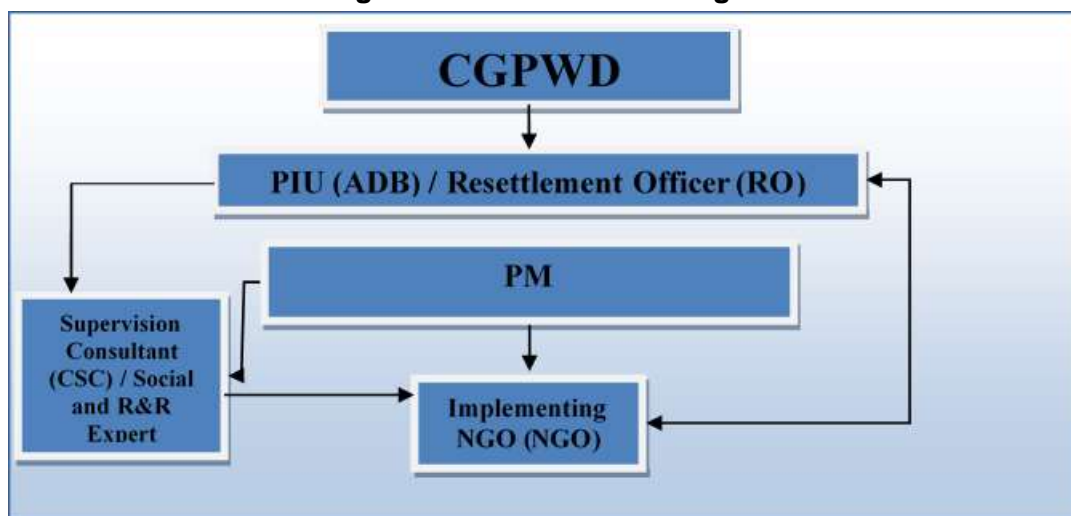 CGPWD
PIU (ADB) / Resettlement Officer (RO)
PM
Supervision
Consultant
(CSC) / Social
and R&R
Expert
Implementing
NGO (NGO)